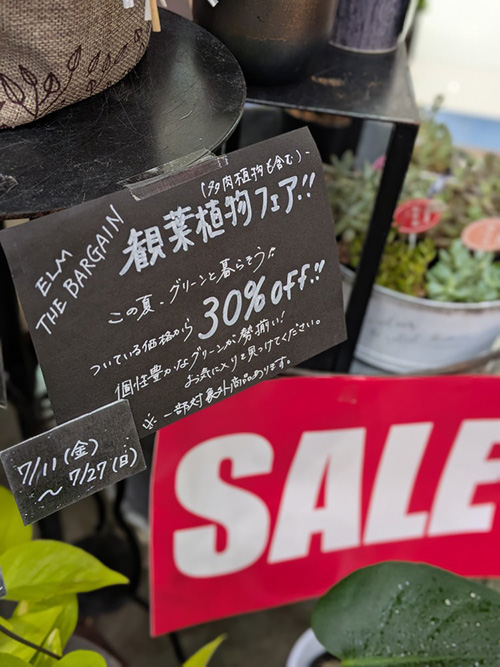 ELM
THE BARGAIN
(多肉植物も含む)
観葉植物フェア!!
この夏、グリーンと暮らそう♪
ついている価格から 30%off!!
個性豊かなグリーンが勢揃い!
お気に入りを見つけてください。
※一部対象外商品あります。
7/11(金)
~7/27(日)
SALE